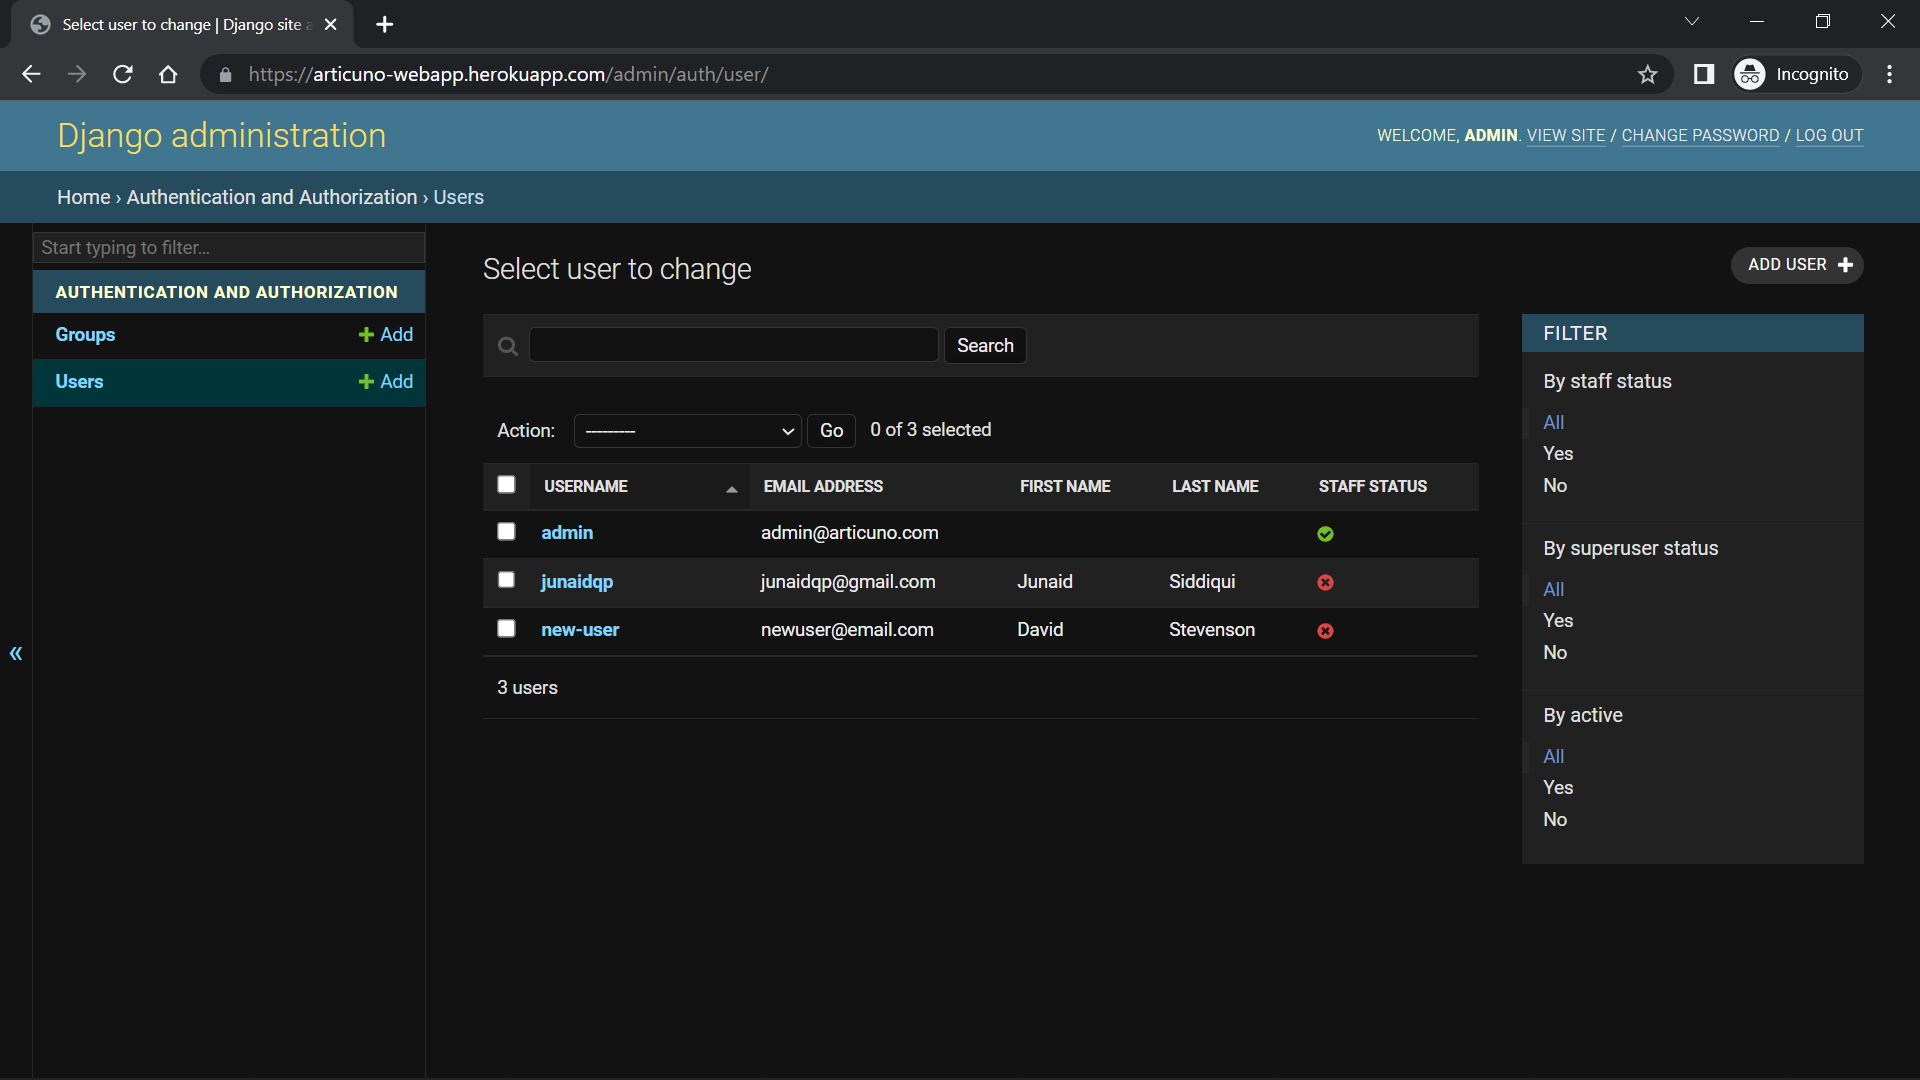 Select user to change | Django site a
https://articuno-webapp.herokuapp.com/admin/auth/user/
Incognito
Django administration
WELCOME, ADMIN. VIEW SITE / CHANGE PASSWORD / LOG OUT
Home › Authentication and Authorization › Users
Start typing to filter...
AUTHENTICATION AND AUTHORIZATION
Groups
Add
Users
Add
«
Select user to change
ADD USER
Search
Action:
---------
Go
0 of 3 selected
USERNAME EMAIL ADDRESS FIRST NAME LAST NAME STAFF STATUS
admin admin@articuno.com
junaidqp junaidqp@gmail.com Junaid Siddiqui
new-user newuser@email.com David Stevenson
3 users
FILTER
By staff status
All
Yes
No
By superuser status
All
Yes
No
By active
All
Yes
No